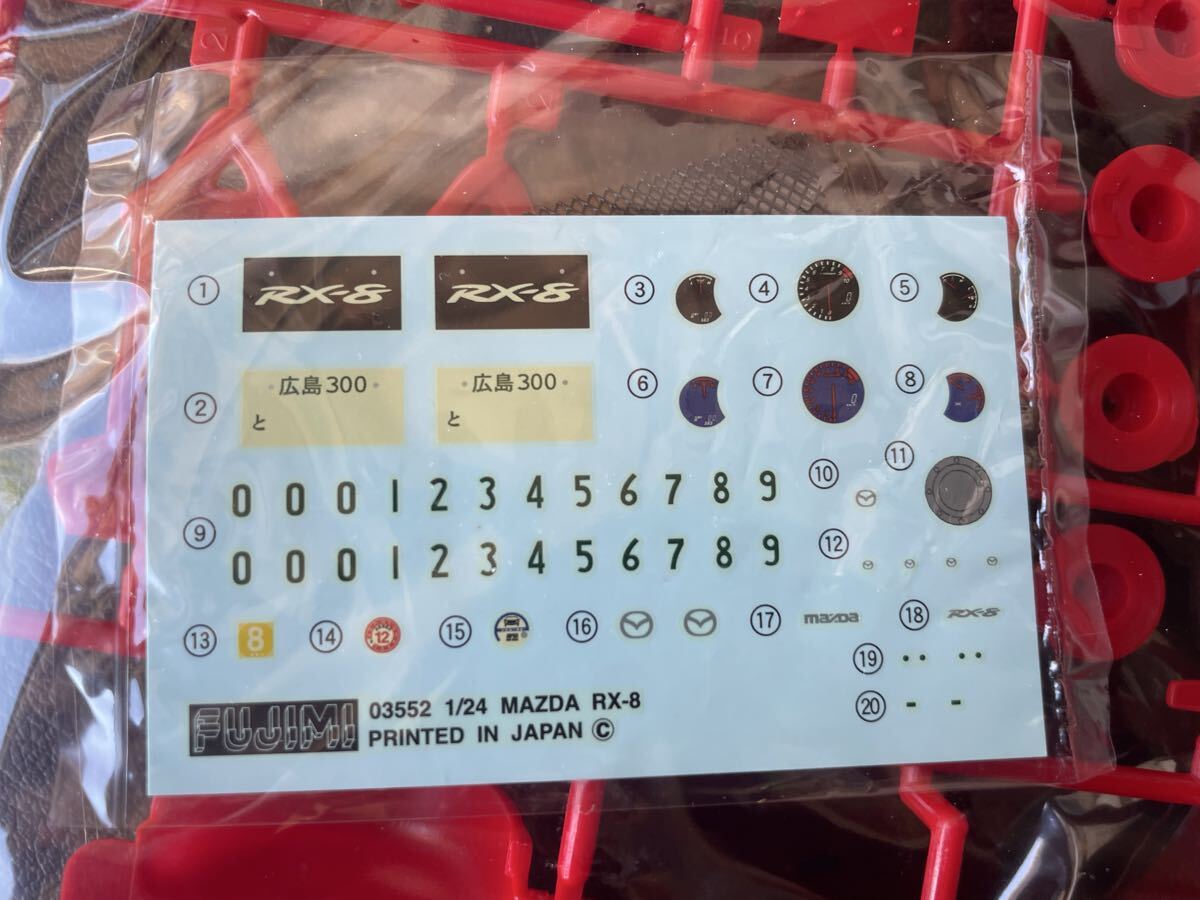 2
10
① RX-8 RX-8 ③ ④ ⑤
② 広島300 広島300 ⑥ ⑦ ⑧
と と
0 0 0 1 2 3 4 5 6 7 8 9 ⑩ ⑪
⑨
0 0 0 1 2 3 4 5 6 7 8 9 ⑫
⑬ 8 ⑭ 12 ⑮ ⑯ ⑰ mazda ⑱ RX-8
⑲
⑳
FUJIMI 03552 1/24 MAZDA RX-8
PRINTED IN JAPAN ©